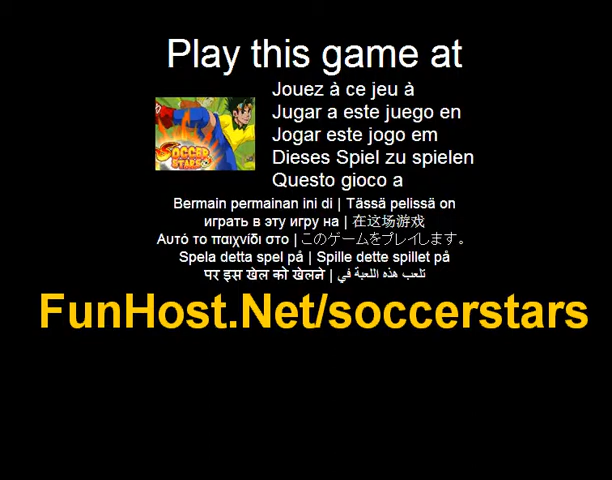 Play this game at
Jouez à ce jeu à
Jugar a este juego en
Jogar este jogo em
Dieses Spiel zu spielen
Questo gioco a
SOCCER
STARS
Bermain permainan ini di | Tässä pelissä on
играть в эту игру на | 在这场游戏
Αυτό το παιχνίδι στο | このゲームをプレイします。
Spela detta spel på | Spille dette spillet på
पर इस खेल को खेलने | تلعب هذه اللعبة في
FunHost.Net/soccerstars